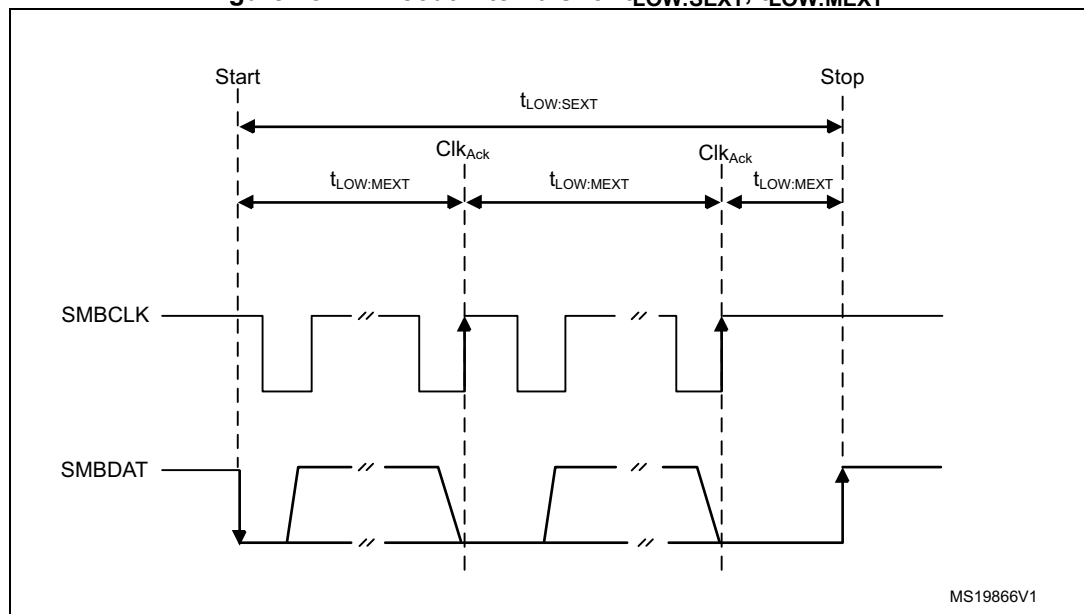 Start
Stop
tLOW:SEXT
ClkAck
ClkAck
tLOW:MEXT
tLOW:MEXT
tLOW:MEXT
SMBCLK
SMBDAT
MS19866V1